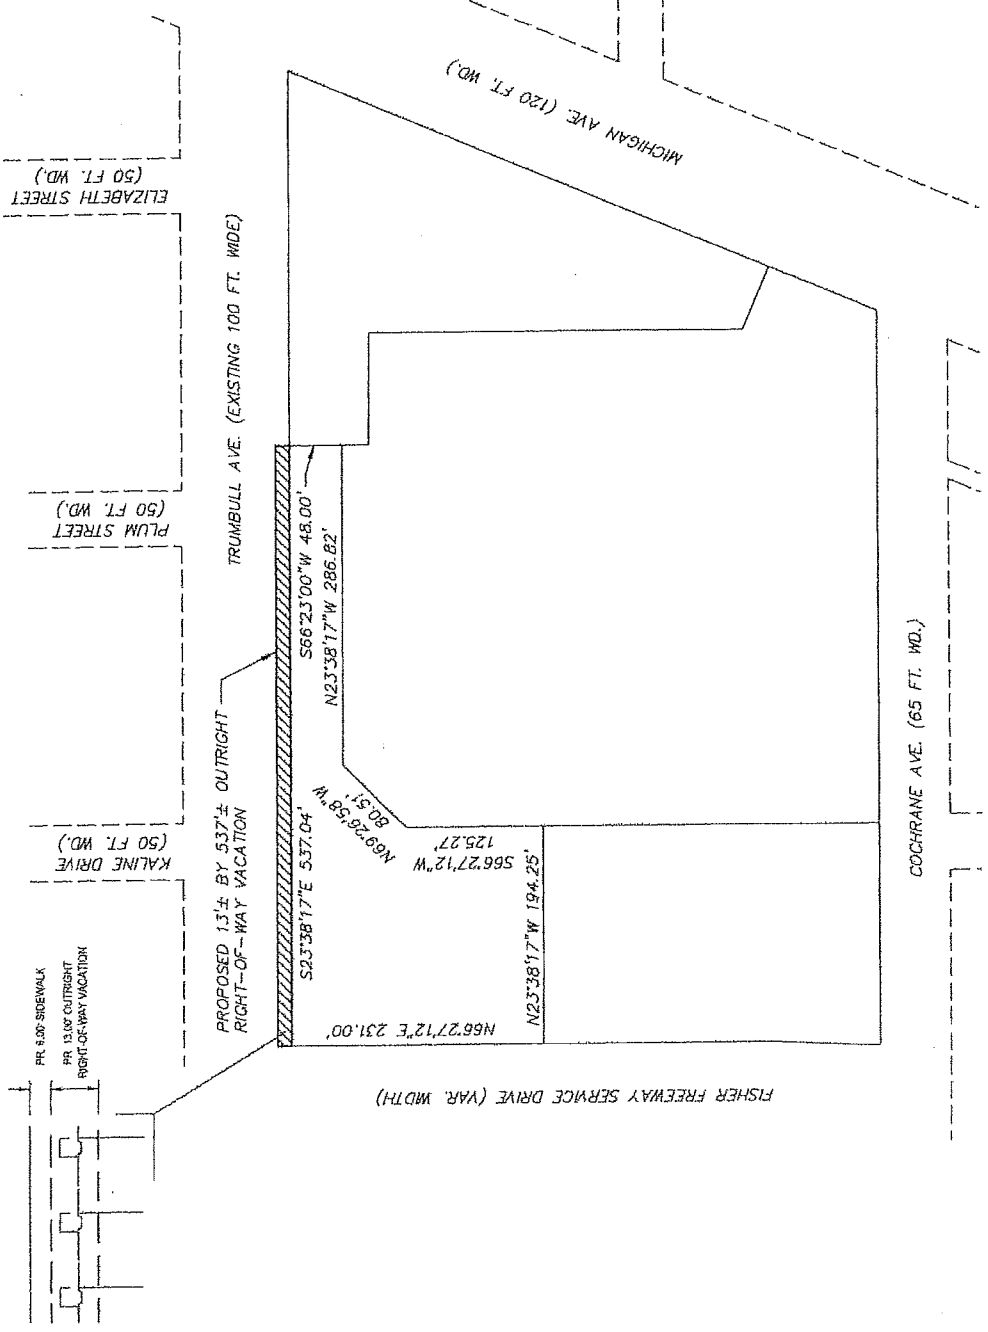 MICHIGAN AVE. (120 FT. WD.)
ELIZABETH STREET
(50 FT. WD.)
TRUMBULL AVE. (EXISTING 100 FT. WIDE)
PLUM STREET
(50 FT. WD.)
KALINE DRIVE
(50 FT. WD.)
PROPOSED 13'± BY 537'± OUTRIGHT
RIGHT-OF-WAY VACATION
PR. 6.00' SIDEWALK
PR 13.00' OUTRIGHT
RIGHT-OF-WAY VACATION
S66°23'00"W 48.00'
N23°38'17"W 286.82'
N69°26'58"W
80.51'
S23°38'17"E 537.04'
S66°27'12"W
125.27'
N23°38'17"W 194.25'
N66°27'12"E 231.00'
FISHER FREEWAY SERVICE DRIVE (VAR. WIDTH)
COCHRANE AVE. (65 FT. WD.)